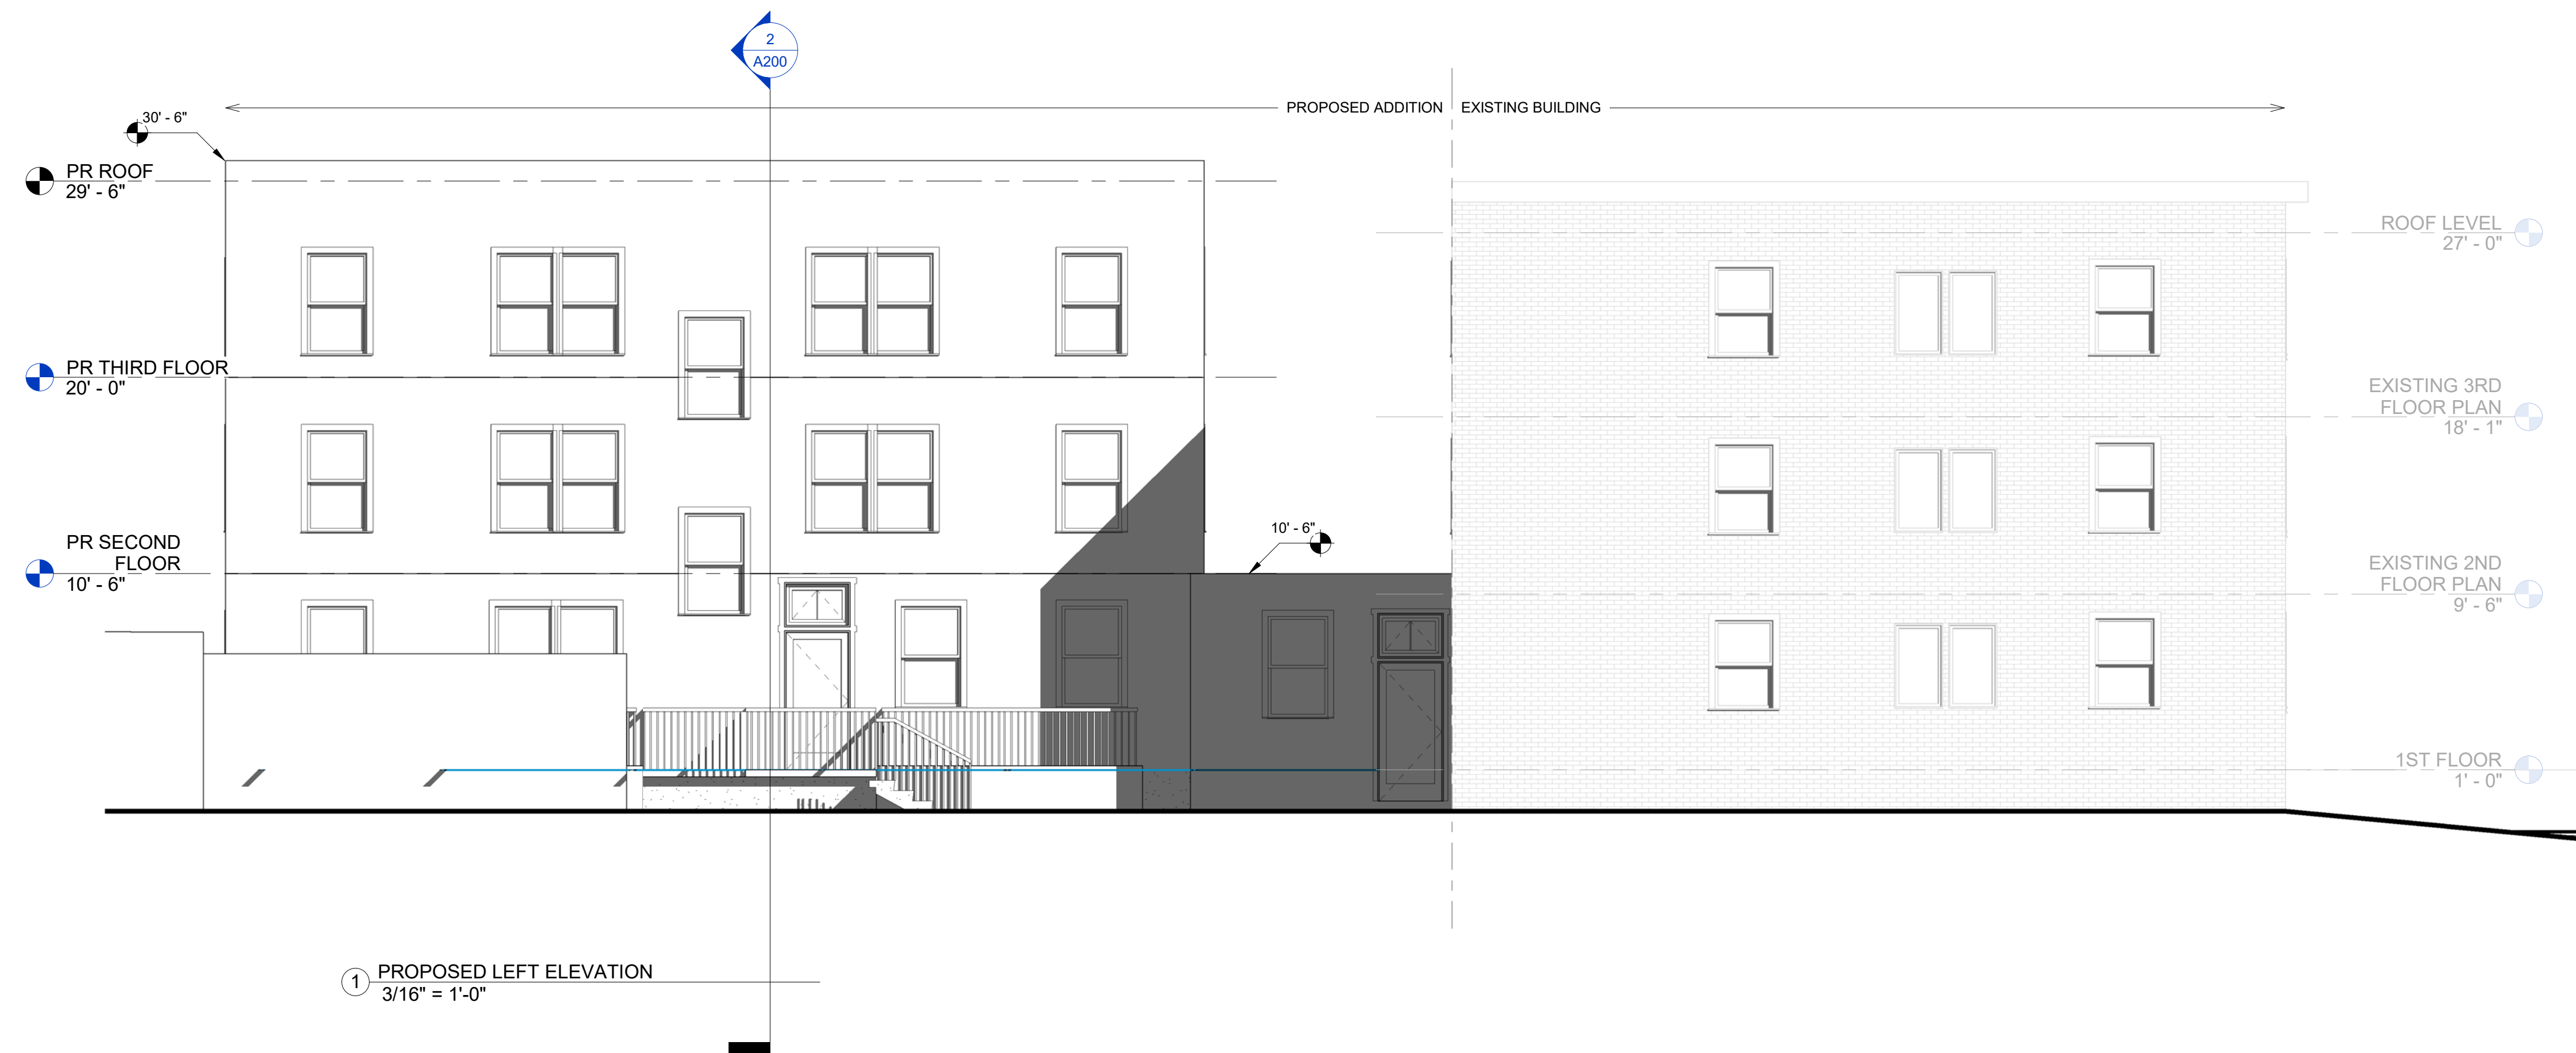 2
A200
PROPOSED ADDITION
EXISTING BUILDING
30' - 6"
PR ROOF
29' - 6"
ROOF LEVEL
27' - 0"
PR THIRD FLOOR
20' - 0"
EXISTING 3RD
FLOOR PLAN
18' - 1"
10' - 6"
PR SECOND
FLOOR
10' - 6"
EXISTING 2ND
FLOOR PLAN
9' - 6"
1ST FLOOR
1' - 0"
1
PROPOSED LEFT ELEVATION
3/16" = 1'-0"